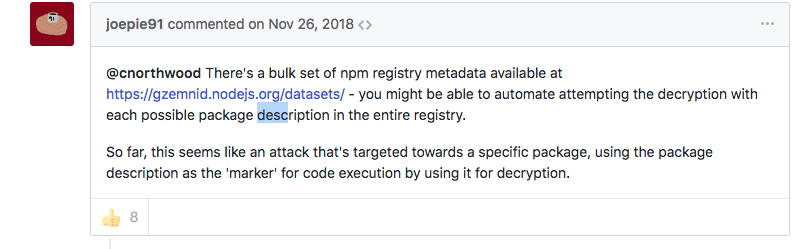 joepie91 commented on Nov 26, 2018 <>
@cnorthwood There's a bulk set of npm registry metadata available at
https://gzemnid.nodejs.org/datasets/ - you might be able to automate attempting the decryption with
each possible package description in the entire registry.
So far, this seems like an attack that's targeted towards a specific package, using the package
description as the 'marker' for code execution by using it for decryption.
👍 8